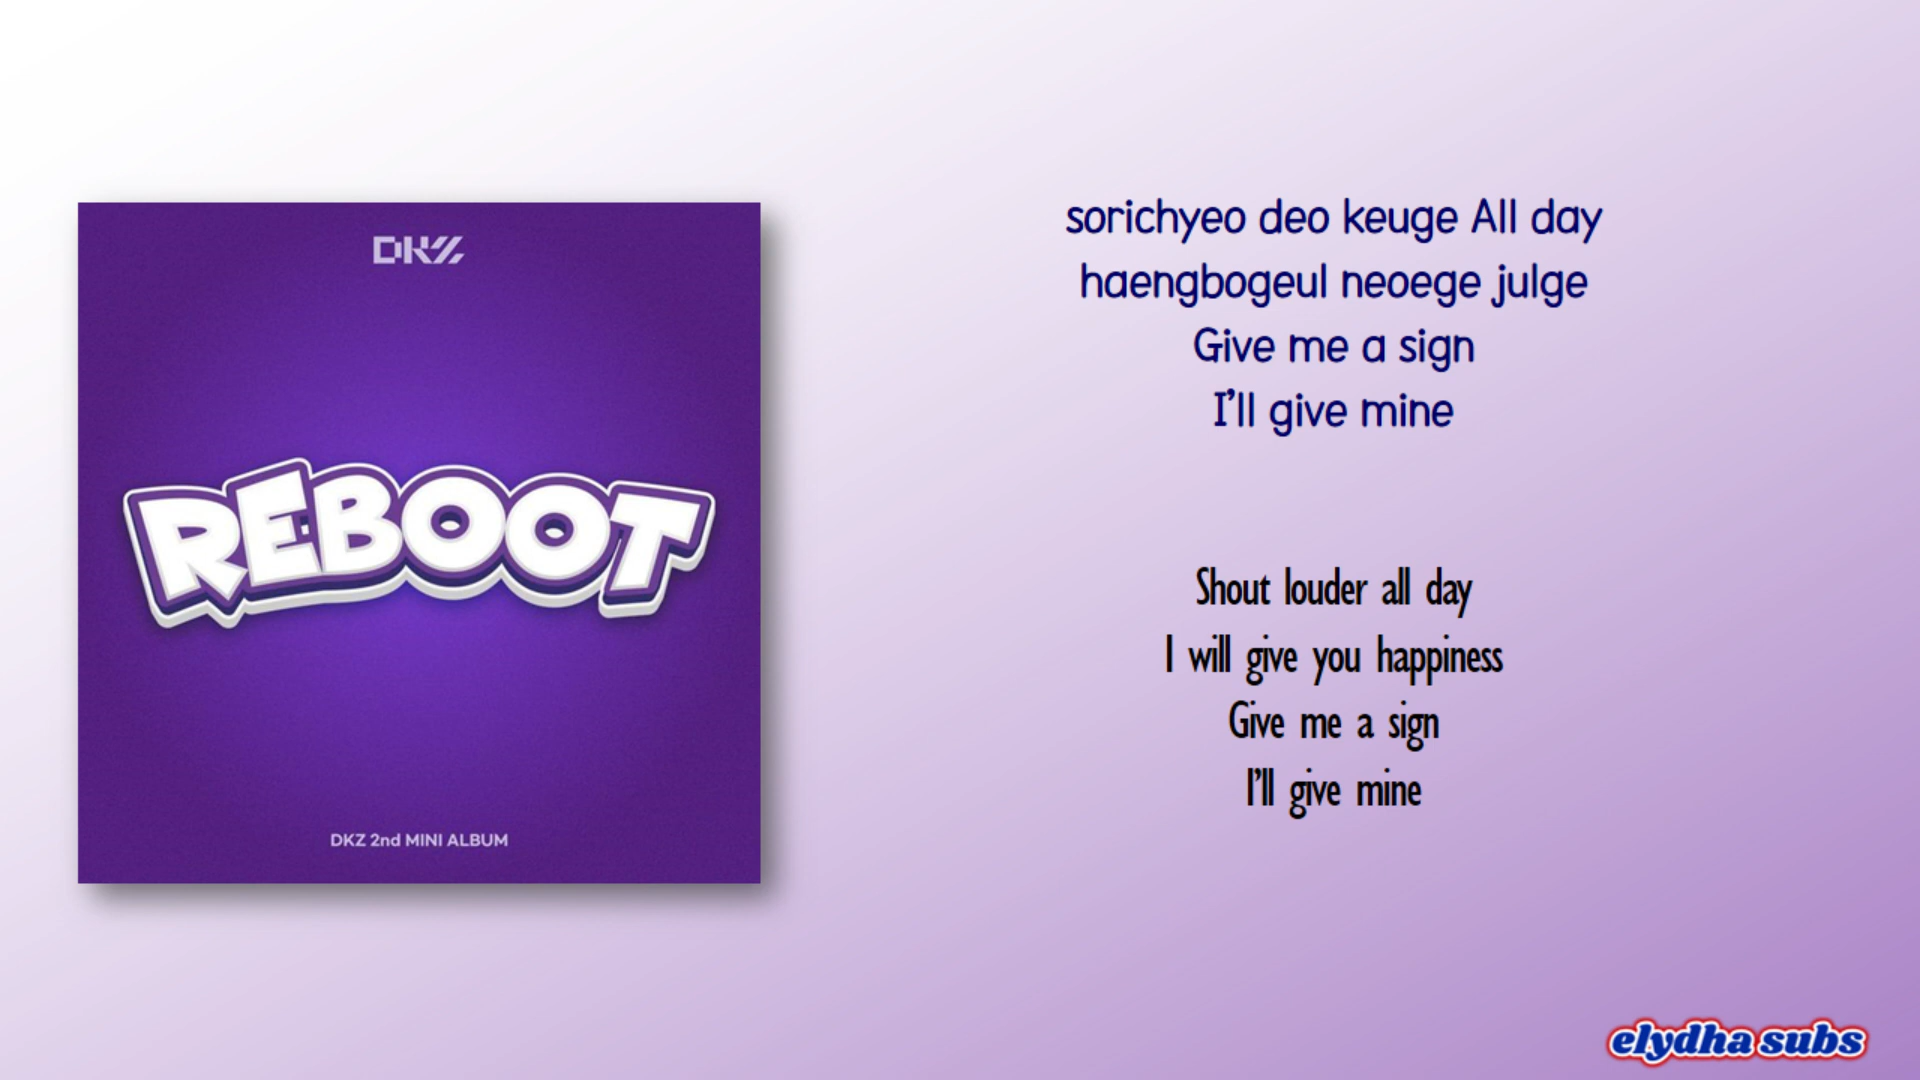 DKZ
REBOOT
DKZ 2nd MINI ALBUM
sorichyeo deo keuge All day
haengbogeul neoege julge
Give me a sign
I'll give mine
Shout louder all day
I will give you happiness
Give me a sign
I'll give mine
elydha subs